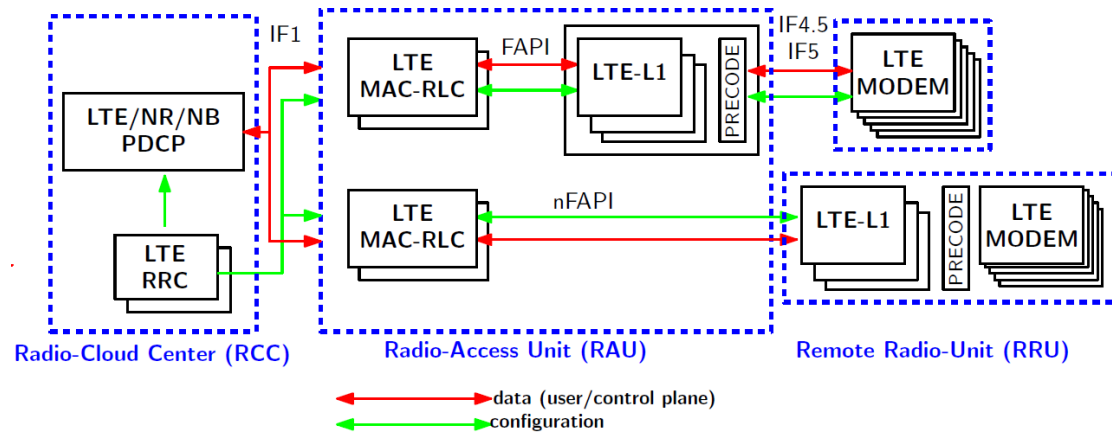 IF1
LTE/NR/NB
PDCP
LTE
RRC
Radio-Cloud Center (RCC)
LTE
MAC-RLC
FAPI
LTE-L1
PRECODE
LTE
MAC-RLC
nFAPI
Radio-Access Unit (RAU)
IF4.5
IF5
LTE
MODEM
LTE-L1
PRECODE
LTE
MODEM
Remote Radio-Unit (RRU)
data (user/control plane)
configuration